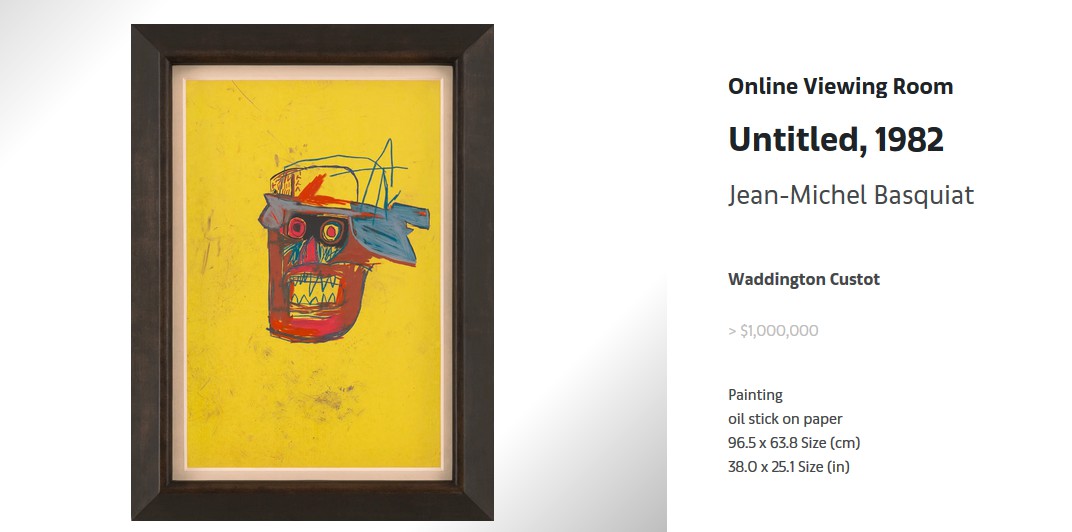 Online Viewing Room
Untitled, 1982
Jean-Michel Basquiat
Waddington Custot
> $1,000,000
Painting
oil stick on paper
96.5 x 63.8 Size (cm)
38.0 x 25.1 Size (in)